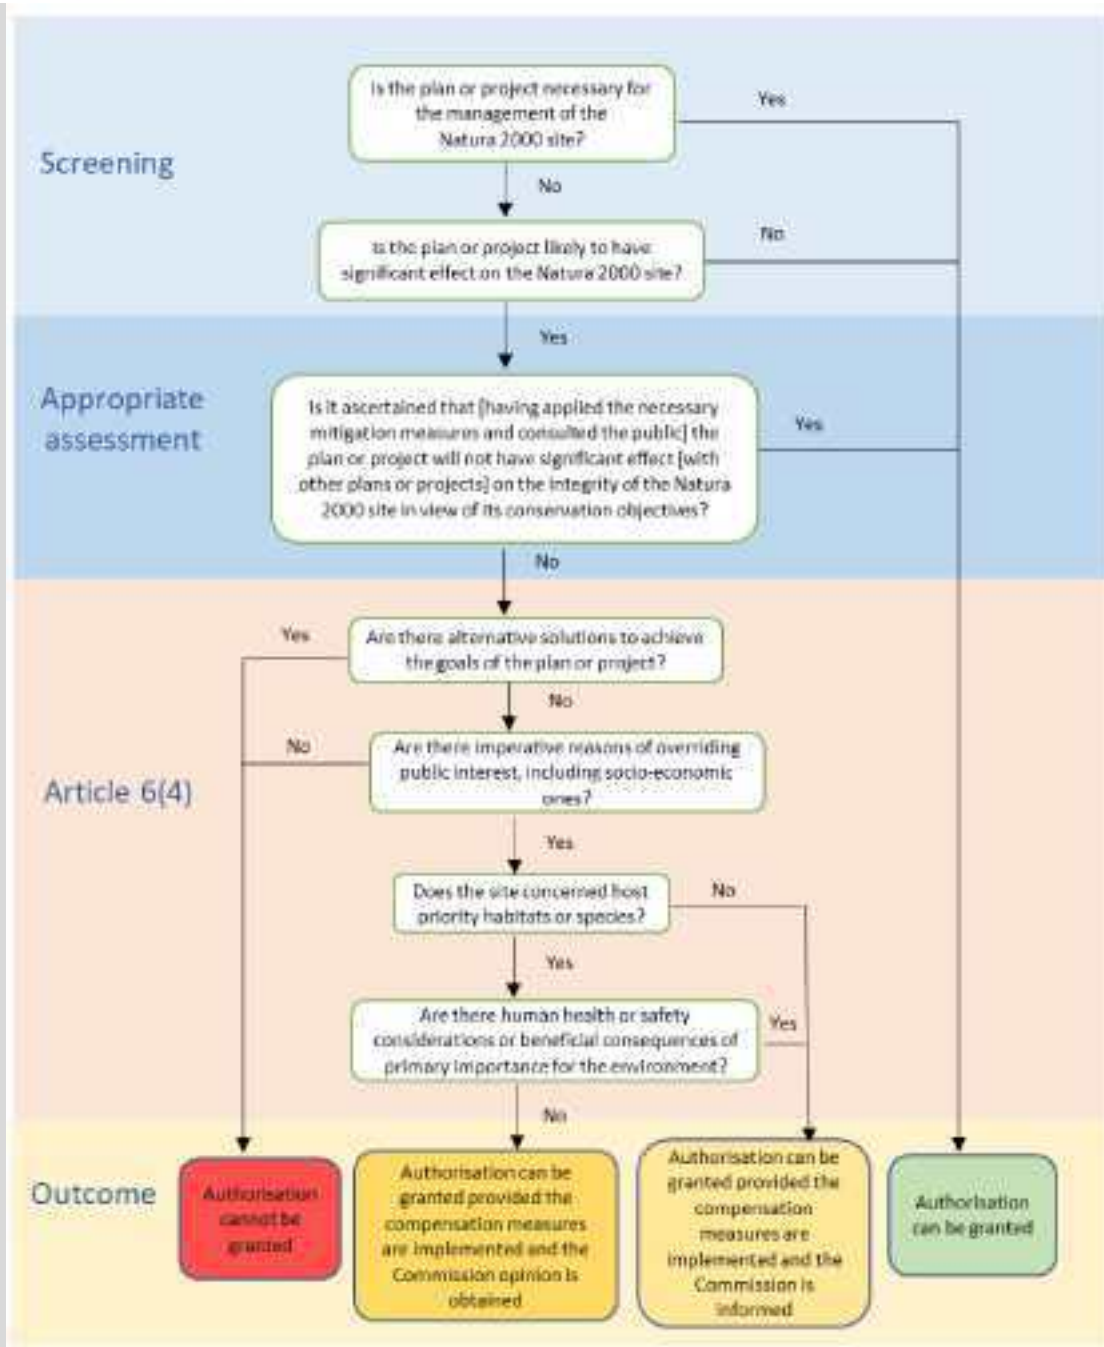 Screening
Is the plan or project necessary for
the management of the
Natura 2000 site?
Yes
No
Is the plan or project likely to have
significant effect on the Natura 2000 site?
No
Yes
Appropriate
assessment
Is it ascertained that [having applied the necessary
mitigation measures and consulted the public] the
plan or project will not have significant effect [with
other plans or projects] on the integrity of the Natura
2000 site in view of its conservation objectives?
Yes
No
Article 6(4)
Are there alternative solutions to achieve
the goals of the plan or project?
Yes
No
Are there imperative reasons of overriding
public interest, including socio-economic
ones?
No
Yes
Does the site concerned host
priority habitats or species?
No
Yes
Are there human health or safety
considerations or beneficial consequences of
primary importance for the environment?
Yes
No
Outcome
Authorisation
cannot be
granted
Authorisation can be
granted provided the
compensation measures
are implemented and the
Commission opinion is
obtained
Authorisation can be
granted provided the
compensation
measures are
implemented and the
Commission is
informed
Authorisation
can be granted